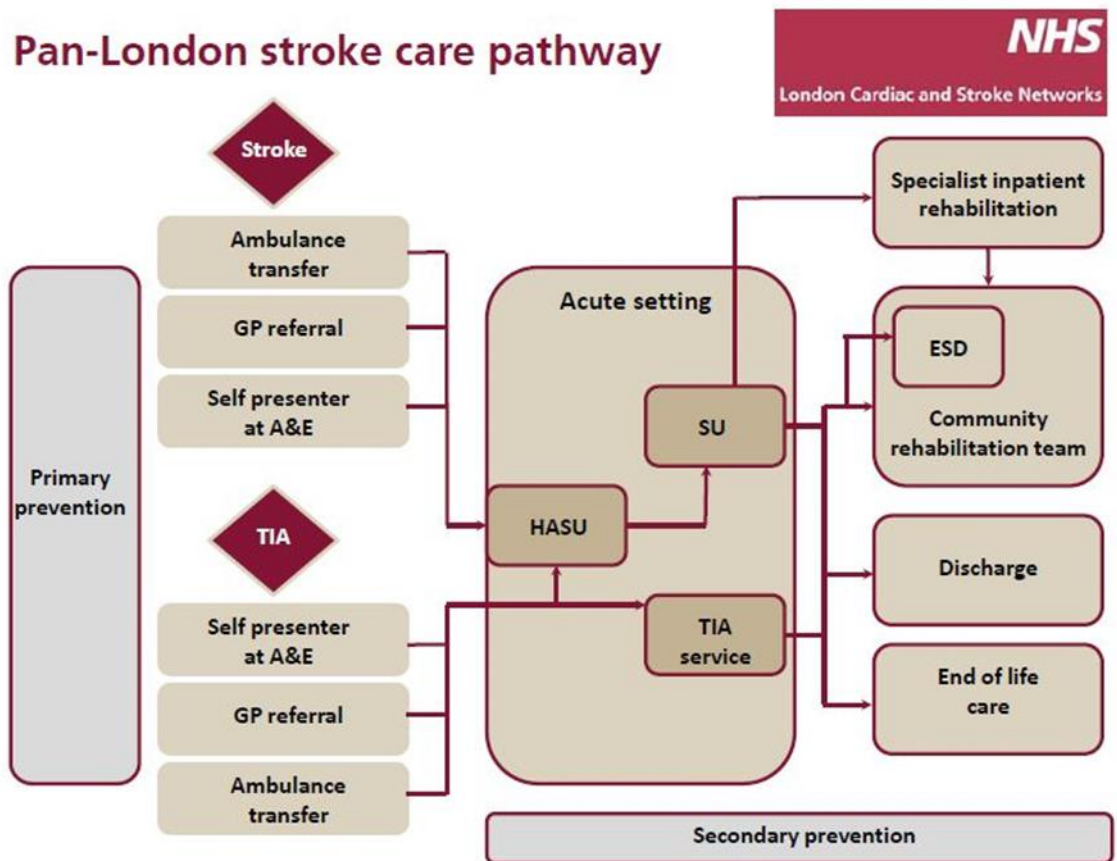 Pan-London stroke care pathway
NHS
London Cardiac and Stroke Networks
Stroke
Ambulance
transfer
GP referral
Self presenter
at A&E
Primary
prevention
TIA
Self presenter
at A&E
GP referral
Ambulance
transfer
Acute setting
SU
HASU
TIA
service
Specialist inpatient
rehabilitation
ESD
Community
rehabilitation team
Discharge
End of life
care
Secondary prevention